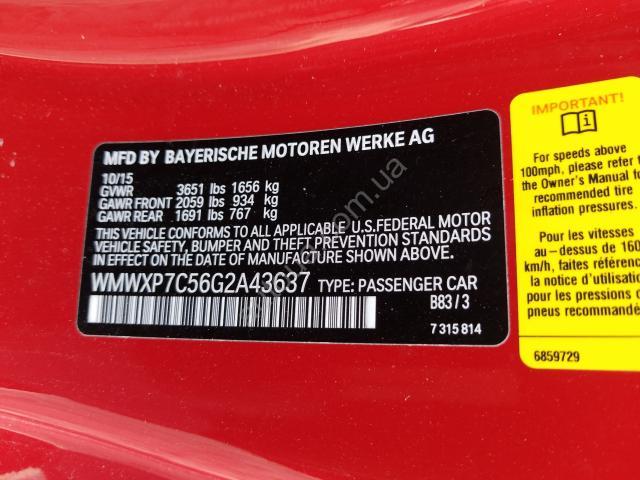 MFD BY BAYERISCHE MOTOREN WERKE AG
10/15
GVWR 3651 lbs 1656 kg
GAWR FRONT 2059 lbs 934 kg
GAWR REAR 1691 lbs 767 kg
THIS VEHICLE CONFORMS TO ALL APPLICABLE U.S.FEDERAL MOTOR
VEHICLE SAFETY, BUMPER AND THEFT PREVENTION STANDARDS
IN EFFECT ON THE DATE OF MANUFACTURE SHOWN ABOVE.
WMWXP7C56G2A43637 TYPE: PASSENGER CAR
B83 / 3
7 315 814
IMPORTANT!
For speeds above
100mph, please refer t
the Owner's Manual for
recommended tire
inflation pressures.
Pour les vitesses
au-dessus de 160
km/h, faites référence
la notice d'utilisation
pour les pressions d
pneus recommandée
6859729